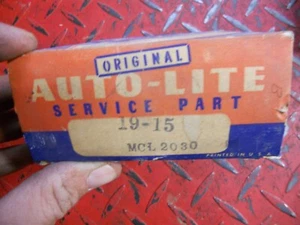 ORIGINAL
AUTO-LITE
SERVICE PART
19-15
MCL 2030
PRINTED IN U.S.A.